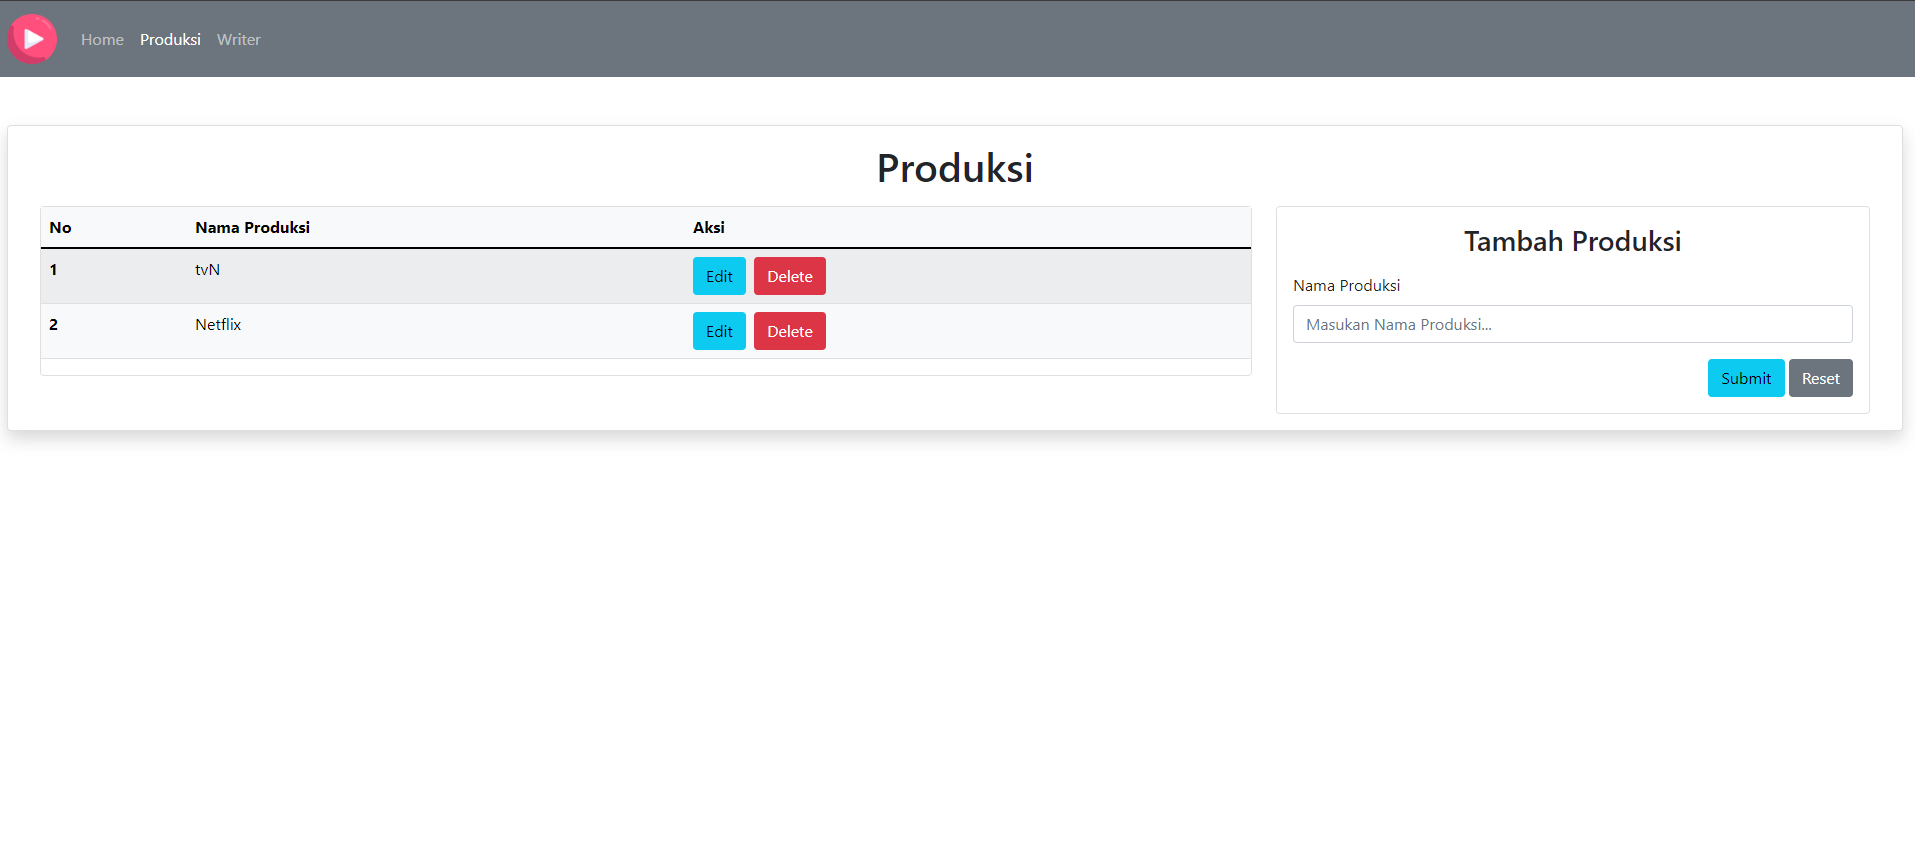 Home Produksi Writer
Produksi
No Nama Produksi Aksi
1 tvN Edit Delete
2 Netflix Edit Delete
Tambah Produksi
Nama Produksi
Masukan Nama Produksi...
Submit Reset